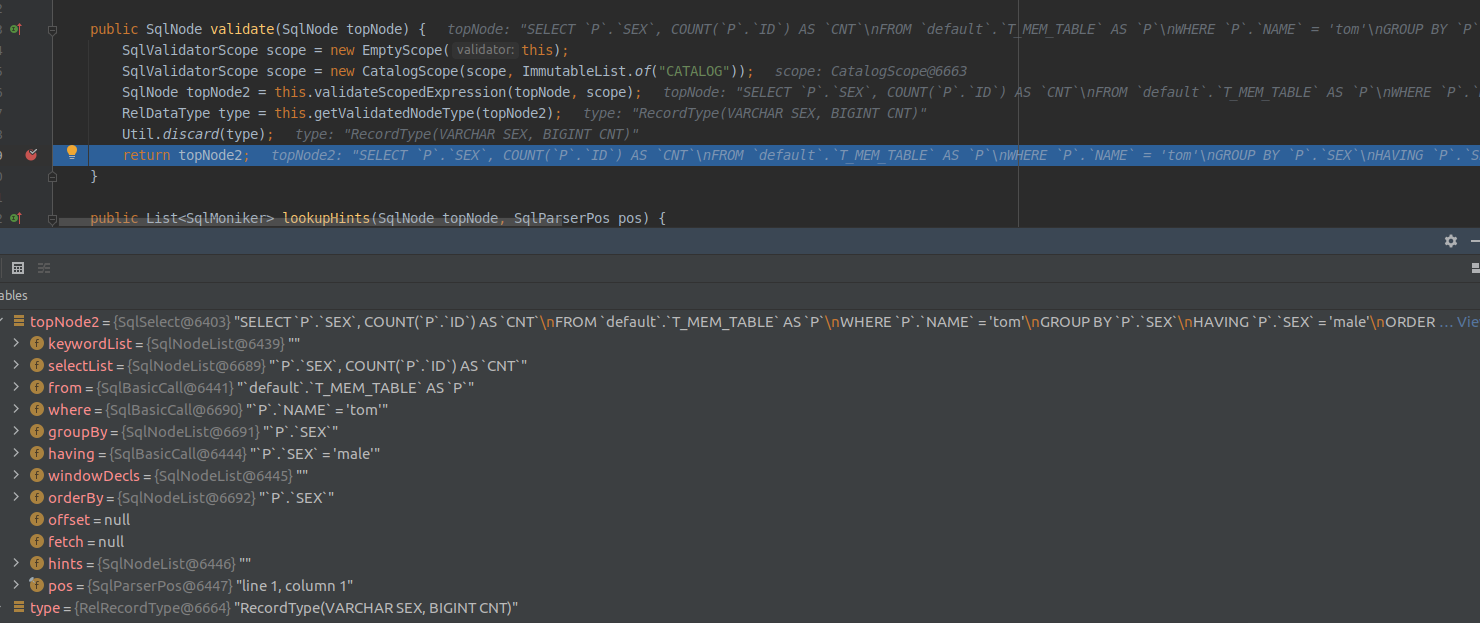 public SqlNode validate(SqlNode topNode) {   topNode: "SELECT `P`.`SEX`, COUNT(`P`.`ID`) AS `CNT`\nFROM `default`.`T_MEM_TABLE` AS `P`\nWHERE `P`.`NAME` = 'tom'\nGROUP BY `P`
SqlValidatorScope scope = new EmptyScope( validator: this);
SqlValidatorScope scope = new CatalogScope(scope, ImmutableList.of("CATALOG"));   scope: CatalogScope@6663
SqlNode topNode2 = this.validateScopedExpression(topNode, scope);   topNode: "SELECT `P`.`SEX`, COUNT(`P`.`ID`) AS `CNT`\nFROM `default`.`T_MEM_TABLE` AS `P`\nWHERE `P`.`
RelDataType type = this.getValidatedNodeType(topNode2);   type: "RecordType(VARCHAR SEX, BIGINT CNT)"
Util.discard(type);   type: "RecordType(VARCHAR SEX, BIGINT CNT)"
return topNode2;   topNode2: "SELECT `P`.`SEX`, COUNT(`P`.`ID`) AS `CNT`\nFROM `default`.`T_MEM_TABLE` AS `P`\nWHERE `P`.`NAME` = 'tom'\nGROUP BY `P`.`SEX`\nHAVING `P`.`S
}
public List<SqlMoniker> lookupHints(SqlNode topNode, SqlParserPos pos) {
ables
topNode2 = {SqlSelect@6403} "SELECT `P`.`SEX`, COUNT(`P`.`ID`) AS `CNT`\nFROM `default`.`T_MEM_TABLE` AS `P`\nWHERE `P`.`NAME` = 'tom'\nGROUP BY `P`.`SEX`\nHAVING `P`.`SEX` = 'male'\nORDER ... Vie
keywordList = {SqlNodeList@6439} ""
selectList = {SqlNodeList@6689} "`P`.`SEX`, COUNT(`P`.`ID`) AS `CNT`"
from = {SqlBasicCall@6441} "`default`.`T_MEM_TABLE` AS `P`"
where = {SqlBasicCall@6690} "`P`.`NAME` = 'tom'"
groupBy = {SqlNodeList@6691} "`P`.`SEX`"
having = {SqlBasicCall@6444} "`P`.`SEX` = 'male'"
windowDecls = {SqlNodeList@6445} ""
orderBy = {SqlNodeList@6692} "`P`.`SEX`"
offset = null
fetch = null
hints = {SqlNodeList@6446} ""
pos = {SqlParserPos@6447} "line 1, column 1"
type = {RelRecordType@6664} "RecordType(VARCHAR SEX, BIGINT CNT)"